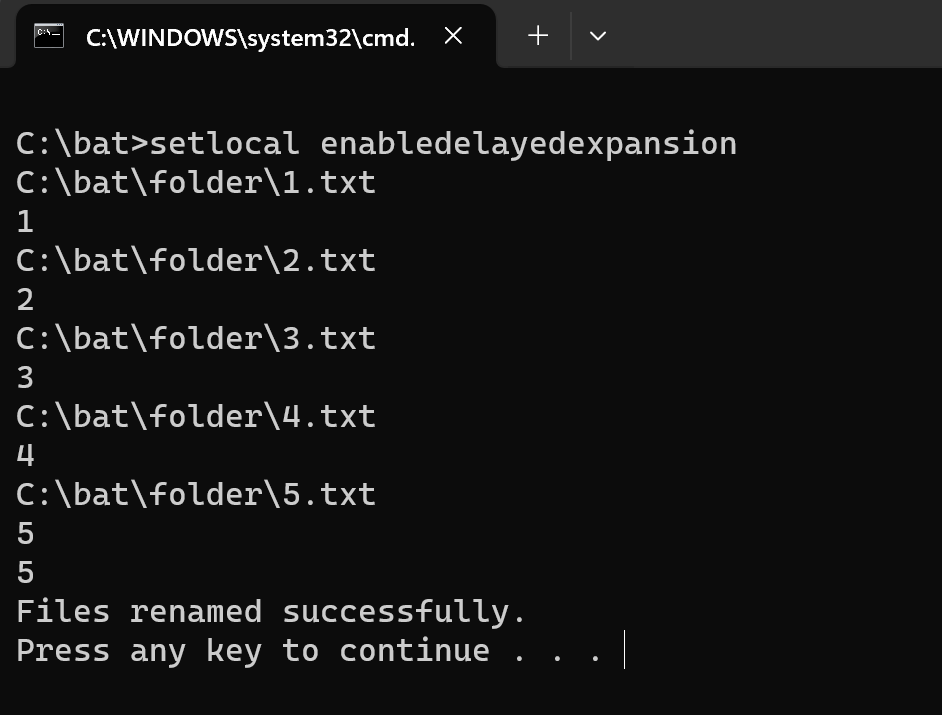 C:\WINDOWS\system32\cmd.
C:\bat>setlocal enabledelayedexpansion
C:\bat\folder\1.txt
1
C:\bat\folder\2.txt
2
C:\bat\folder\3.txt
3
C:\bat\folder\4.txt
4
C:\bat\folder\5.txt
5
5
Files renamed successfully.
Press any key to continue . . .